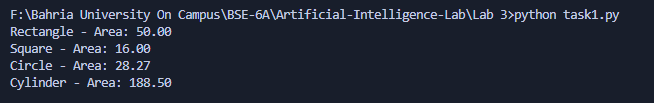 F:\Bahria University On Campus\BSE-6A\Artificial-Intelligence-Lab\Lab 3>python task1.py
Rectangle - Area: 50.00
Square - Area: 16.00
Circle - Area: 28.27
Cylinder - Area: 188.50